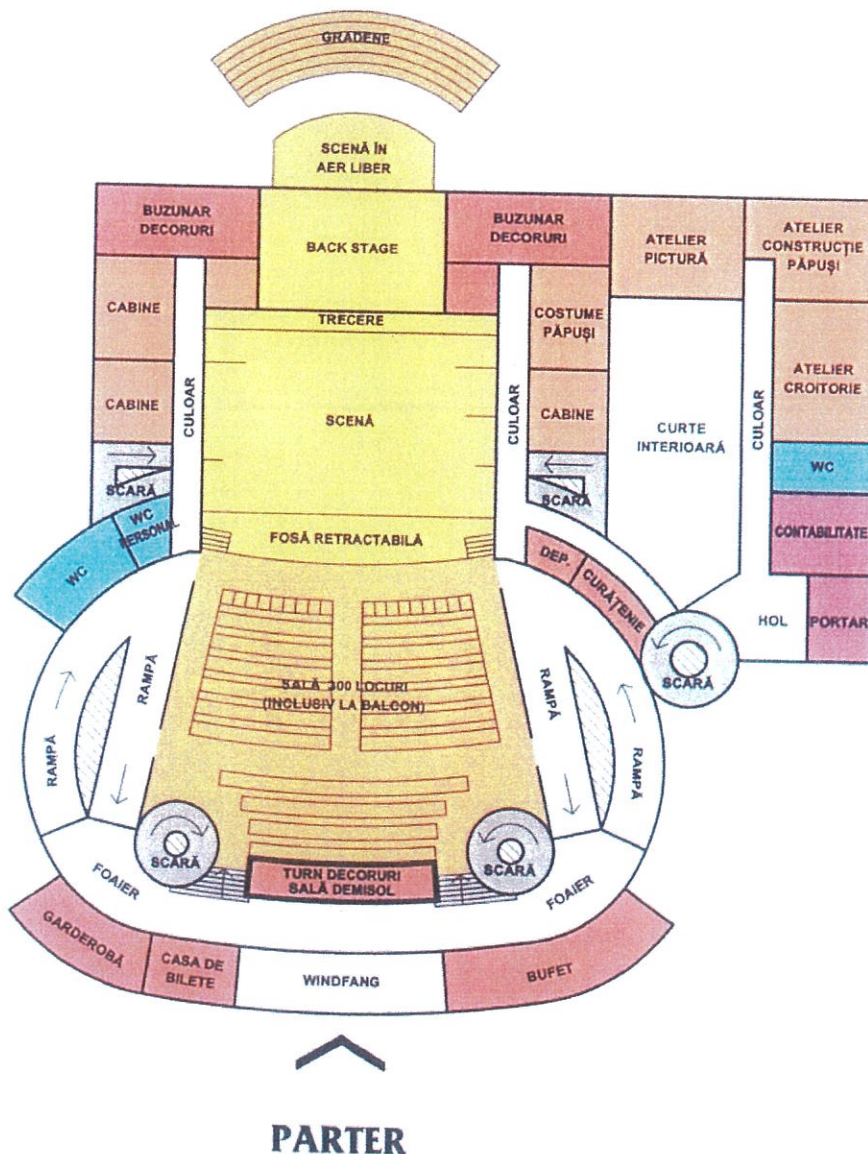 GRADENE
SCENĂ ÎN
AER LIBER
BUZUNAR
DECORURI
BACK STAGE
BUZUNAR
DECORURI
ATELIER
PICTURĂ
ATELIER
CONSTRUCȚIE
PĂPUȘI
CABINE
TRECERE
COSTUME
PĂPUȘI
CABINE
CULOAR
SCENĂ
CULOAR
CABINE
CURTE
INTERIOARĂ
CULOAR
ATELIER
CROITORIE
WC
SCARĂ
SCARĂ
WC
PERSONAL
WC
FOSĂ RETRACTABILĂ
DEP.
CURĂȚENIE
CONTABILITATE
HOL
PORTAR
SCARĂ
RAMPĂ
RAMPĂ
SALĂ 300 LOCURI
(INCLUSIV LA BALCON)
RAMPĂ
RAMPĂ
SCARĂ
SCARĂ
TURN DECORURI
SALĂ DEMISOL
FOAIER
FOAIER
GARDEROBĂ
CASA DE
BILETE
WINDFANG
BUFET
PARTER